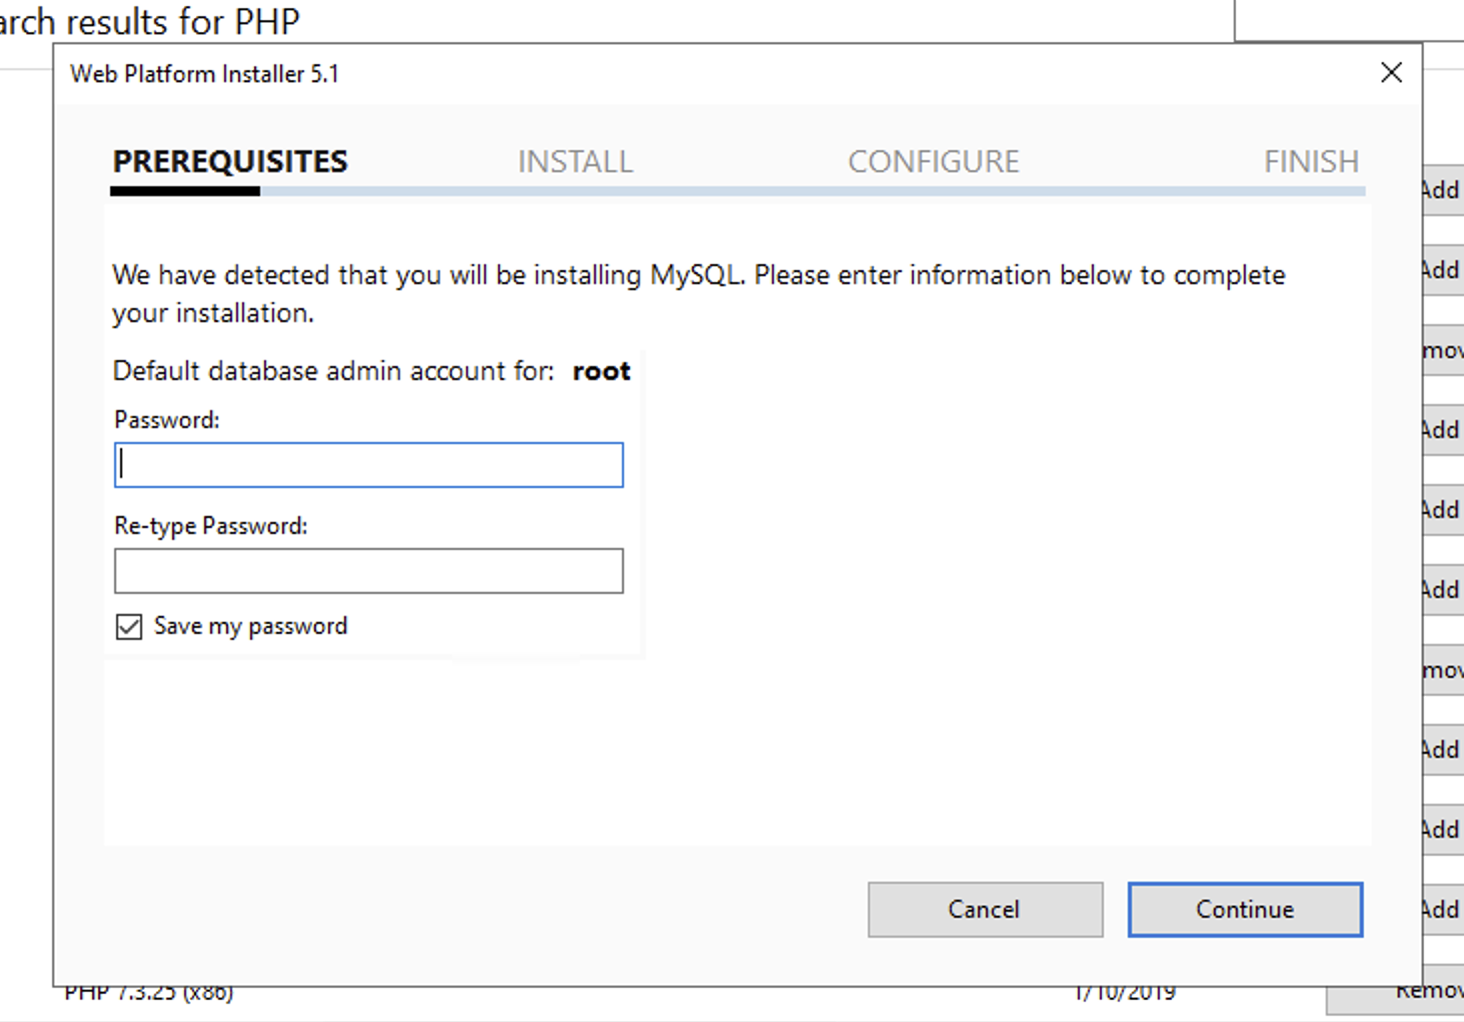 arch results for PHP
Web Platform Installer 5.1
PREREQUISITES INSTALL CONFIGURE FINISH
We have detected that you will be installing MySQL. Please enter information below to complete
your installation.
Default database admin account for: root
Password:
Re-type Password:
Save my password
Cancel Continue
Add
Add
mov
Add
Add
Add
mov
Add
Add
Add
PHP 7.3.25 (x86) 1/10/2019 Remov